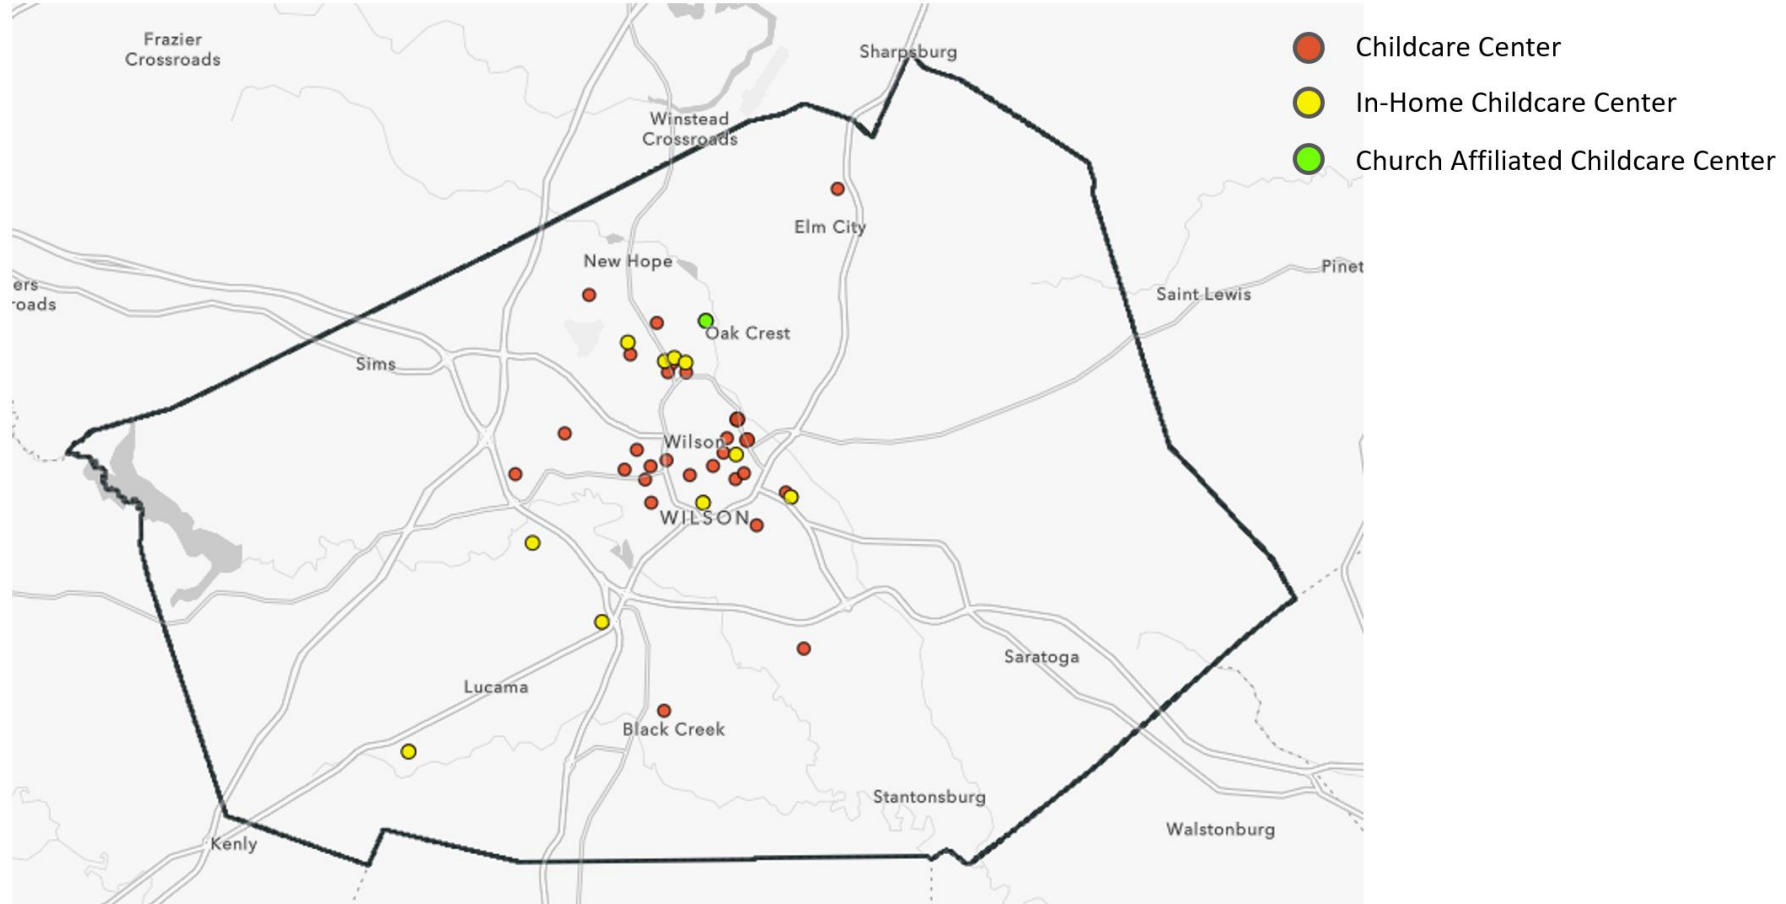 Frazier
Crossroads
Sharpsburg
Childcare Center
In-Home Childcare Center
Church Affiliated Childcare Center
Winstead
Crossroads
Elm City
New Hope
Pinet
ers
roads
Saint Lewis
Oak Crest
Sims
Wilson
WILSON
Saratoga
Lucama
Black Creek
Stantonsburg
Walstonburg
Kenly